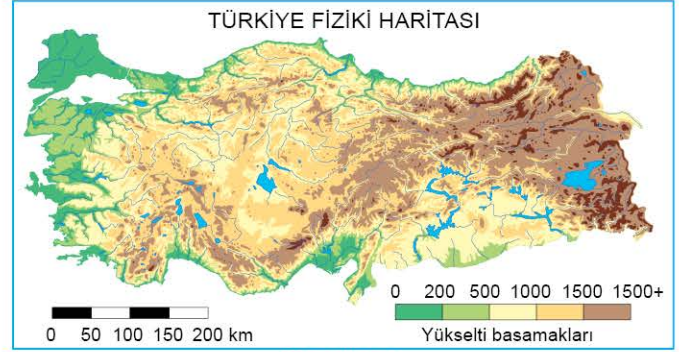 TÜRKİYE FİZİKİ HARİTASI
0 200 500 1000 1500 1500+
Yükselti basamakları
0 50 100 150 200 km